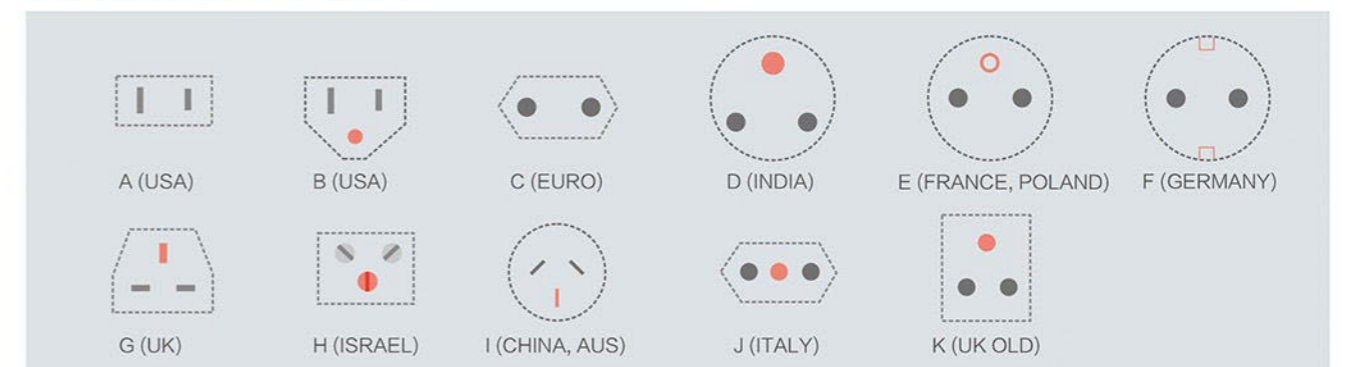 A (USA)
B (USA)
C (EURO)
D (INDIA)
E (FRANCE, POLAND)
F (GERMANY)
G (UK)
H (ISRAEL)
I (CHINA, AUS)
J (ITALY)
K (UK OLD)